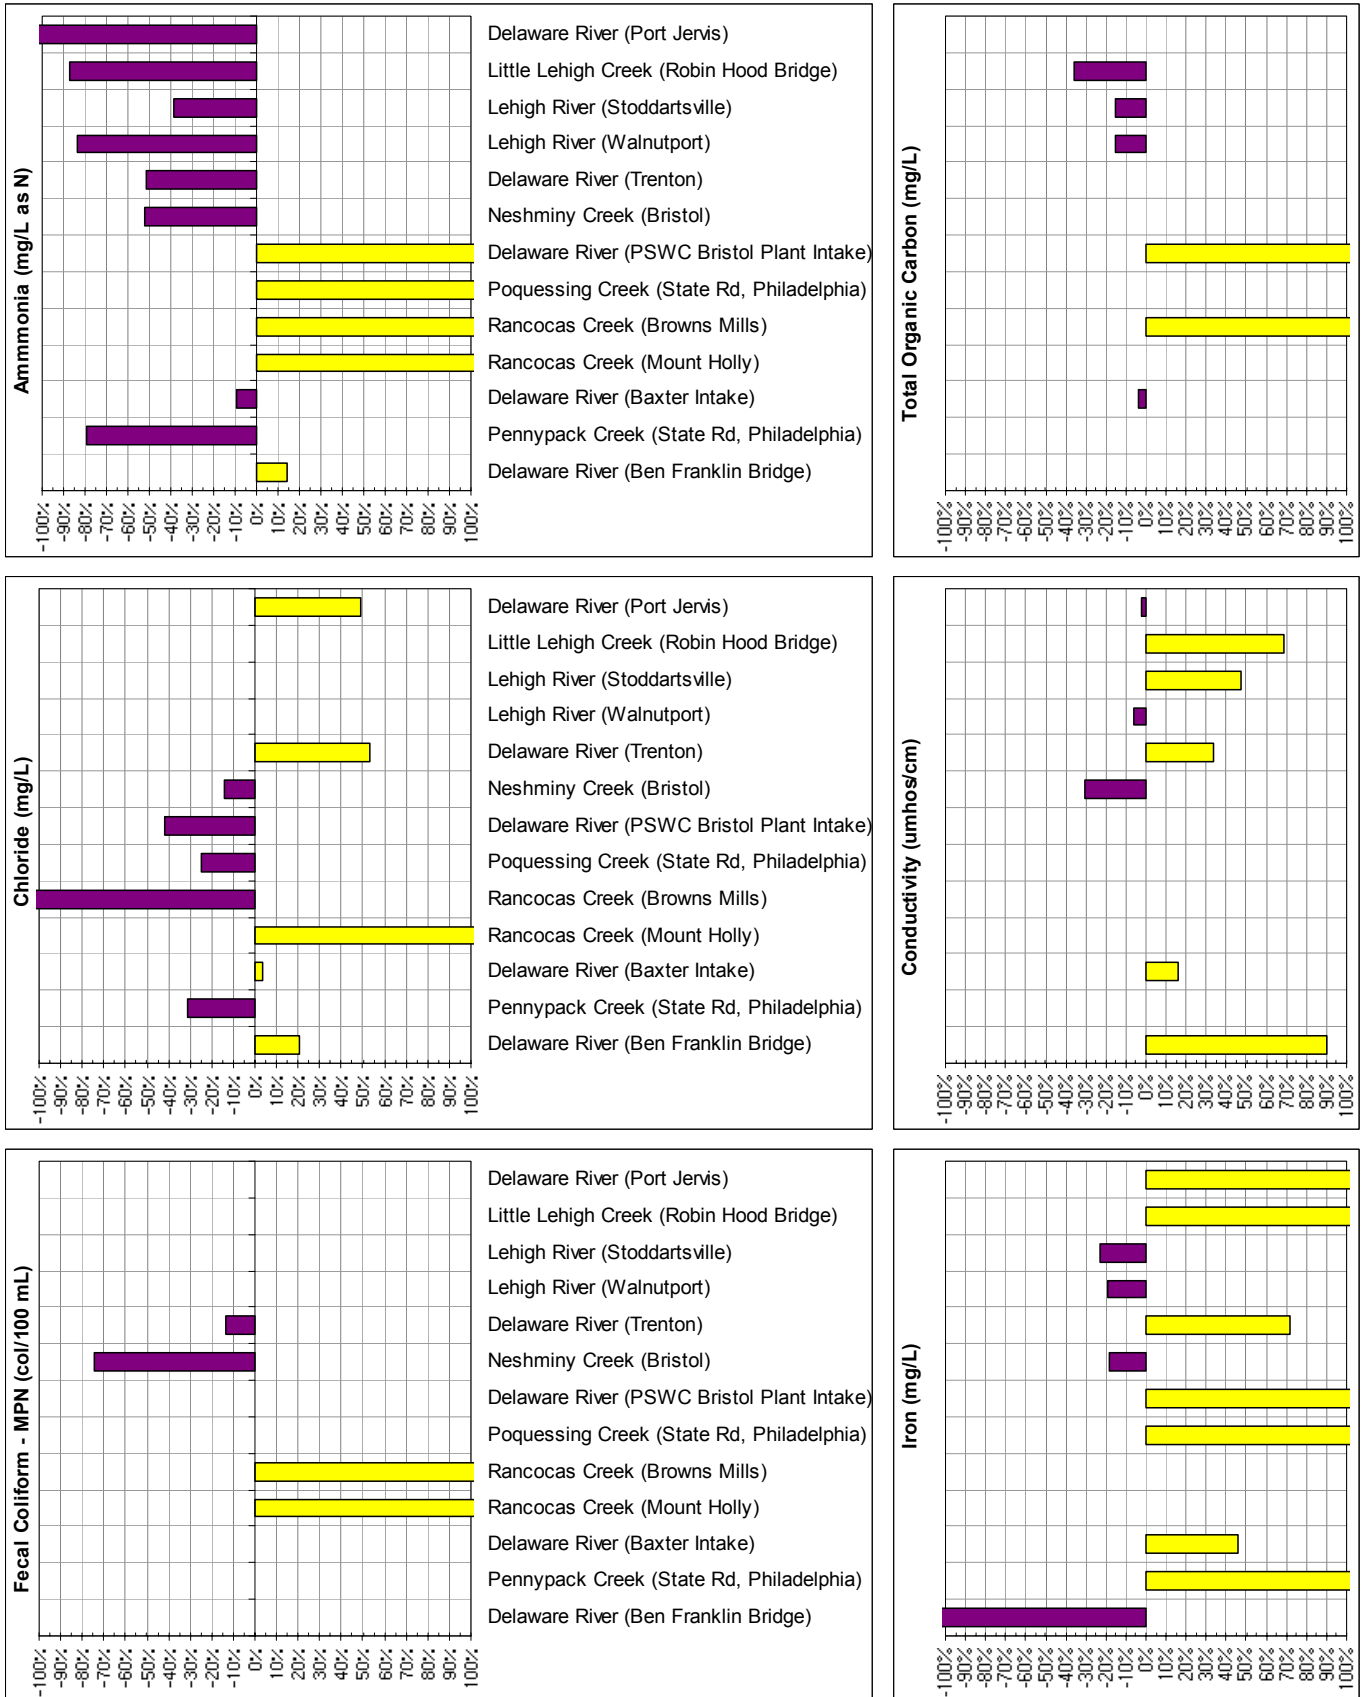 Ammmonia (mg/L as N)
Delaware River (Port Jervis)
Little Lehigh Creek (Robin Hood Bridge)
Lehigh River (Stoddartsville)
Lehigh River (Walnutport)
Delaware River (Trenton)
Neshminy Creek (Bristol)
Delaware River (PSWC Bristol Plant Intake)
Poquessing Creek (State Rd, Philadelphia)
Rancocas Creek (Browns Mills)
Rancocas Creek (Mount Holly)
Delaware River (Baxter Intake)
Pennypack Creek (State Rd, Philadelphia)
Delaware River (Ben Franklin Bridge)
-100% -90% -80% -70% -60% -50% -40% -30% -20% -10% 0% 10% 20% 30% 40% 50% 60% 70% 80% 90% 100%
Total Organic Carbon (mg/L)
-100% -90% -80% -70% -60% -50% -40% -30% -20% -10% 0% 10% 20% 30% 40% 50% 60% 70% 80% 90% 100%
Chloride (mg/L)
Delaware River (Port Jervis)
Little Lehigh Creek (Robin Hood Bridge)
Lehigh River (Stoddartsville)
Lehigh River (Walnutport)
Delaware River (Trenton)
Neshminy Creek (Bristol)
Delaware River (PSWC Bristol Plant Intake)
Poquessing Creek (State Rd, Philadelphia)
Rancocas Creek (Browns Mills)
Rancocas Creek (Mount Holly)
Delaware River (Baxter Intake)
Pennypack Creek (State Rd, Philadelphia)
Delaware River (Ben Franklin Bridge)
-100% -90% -80% -70% -60% -50% -40% -30% -20% -10% 0% 10% 20% 30% 40% 50% 60% 70% 80% 90% 100%
Conductivity (umhos/cm)
-100% -90% -80% -70% -60% -50% -40% -30% -20% -10% 0% 10% 20% 30% 40% 50% 60% 70% 80% 90% 100%
Fecal Coliform - MPN (col/100 mL)
Delaware River (Port Jervis)
Little Lehigh Creek (Robin Hood Bridge)
Lehigh River (Stoddartsville)
Lehigh River (Walnutport)
Delaware River (Trenton)
Neshminy Creek (Bristol)
Delaware River (PSWC Bristol Plant Intake)
Poquessing Creek (State Rd, Philadelphia)
Rancocas Creek (Browns Mills)
Rancocas Creek (Mount Holly)
Delaware River (Baxter Intake)
Pennypack Creek (State Rd, Philadelphia)
Delaware River (Ben Franklin Bridge)
-100% -90% -80% -70% -60% -50% -40% -30% -20% -10% 0% 10% 20% 30% 40% 50% 60% 70% 80% 90% 100%
Iron (mg/L)
-100% -90% -80% -70% -60% -50% -40% -30% -20% -10% 0% 10% 20% 30% 40% 50% 60% 70% 80% 90% 100%